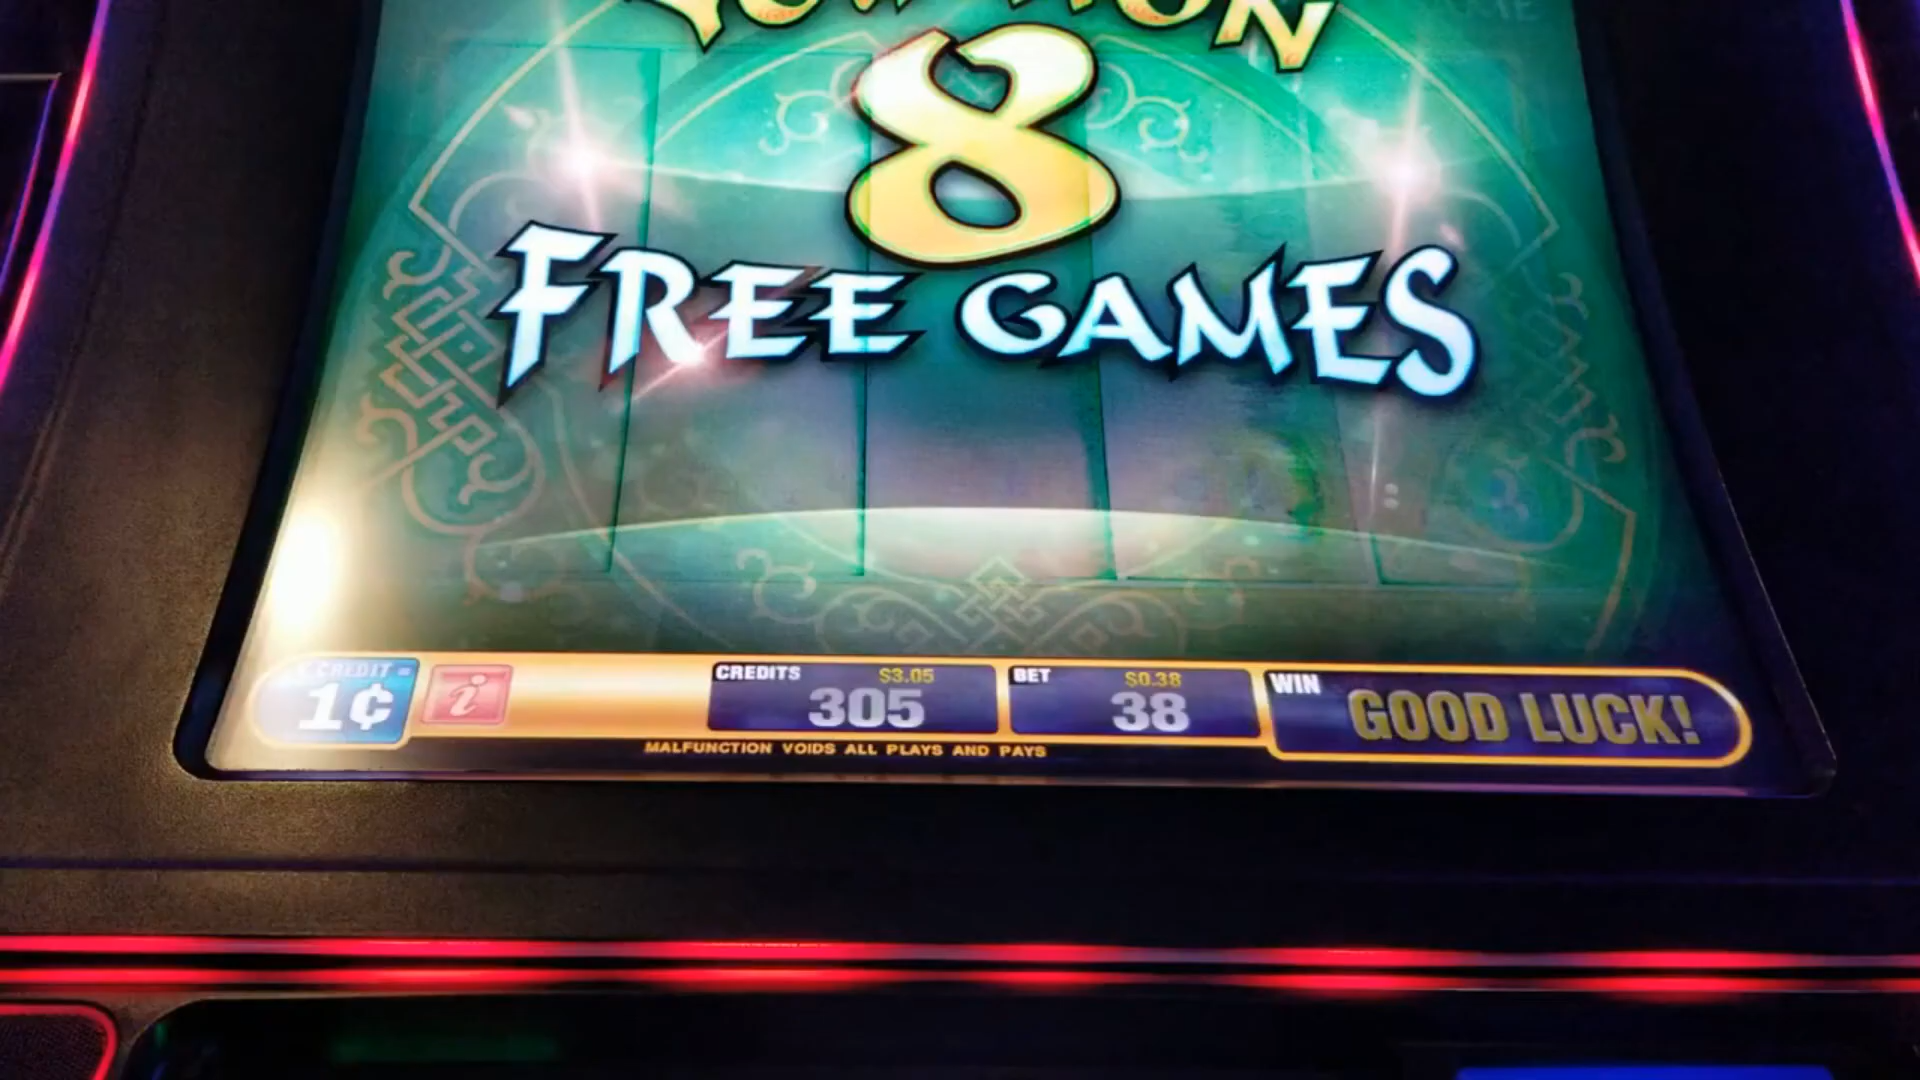 8
FREE GAMES
CREDIT =
1¢
i
CREDITS $3.05
305
BET $0.38
38
WIN GOOD LUCK!
MALFUNCTION VOIDS ALL PLAYS AND PAYS